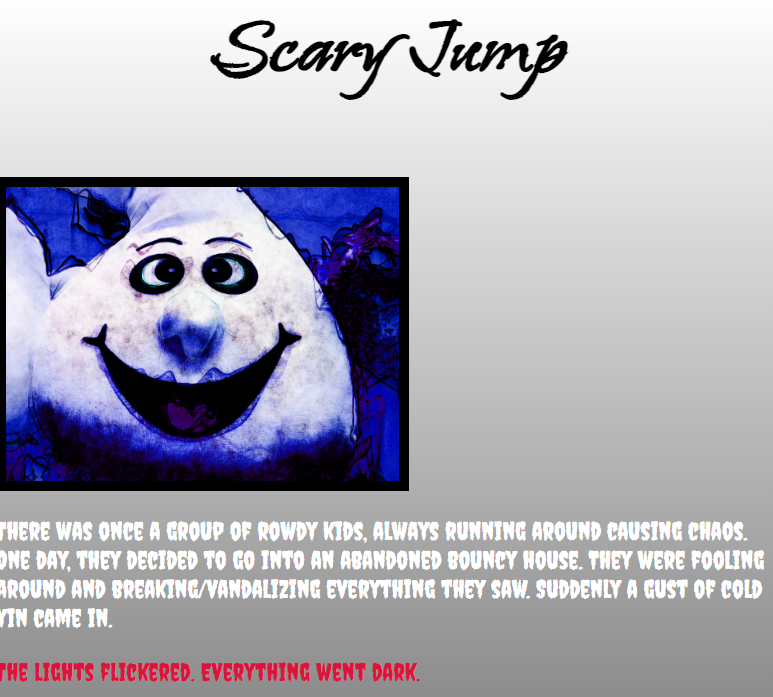 Scary Jump
THERE WAS ONCE A GROUP OF ROWDY KIDS, ALWAYS RUNNING AROUND CAUSING CHAOS.
ONE DAY, THEY DECIDED TO GO INTO AN ABANDONED BOUNCY HOUSE. THEY WERE FOOLING
AROUND AND BREAKING/VANDALIZING EVERYTHING THEY SAW. SUDDENLY A GUST OF COLD
YIN CAME IN.
THE LIGHTS FLICKERED. EVERYTHING WENT DARK.